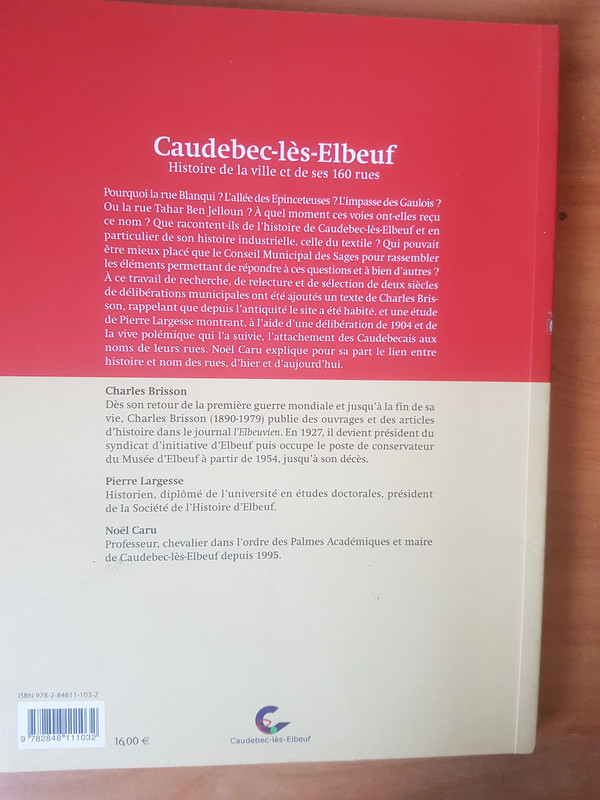 Caudebec-lès-Elbeuf
Histoire de la ville et de ses 160 rues
Pourquoi la rue Blanqui ? L'allée des Epinceteuses ? L'impasse des Gaulois ?
Ou la rue Tahar Ben Jelloun ? À quel moment ces voies ont-elles reçu
ce nom ? Que racontent-ils de l'histoire de Caudebec-lès-Elbeuf et en
particulier de son histoire industrielle, celle du textile ? Qui pouvait
être mieux placé que le Conseil Municipal des Sages pour rassembler
les éléments permettant de répondre à ces questions et à bien d'autres ?
À ce travail de recherche, de relecture et de sélection de deux siècles
de délibérations municipales ont été ajoutés un texte de Charles Bris-
son, rappelant que depuis l'antiquité le site a été habité, et une étude
de Pierre Largesse montrant, à l'aide d'une délibération de 1904 et de
la vive polémique qui l'a suivie, l'attachement des Caudebecais aux
noms de leurs rues. Noël Caru explique pour sa part le lien entre
histoire et nom des rues, d'hier et d'aujourd'hui.
Charles Brisson
Dès son retour de la première guerre mondiale et jusqu'à la fin de sa
vie, Charles Brisson (1890-1979) publie des ouvrages et des articles
d'histoire dans le journal l'Elbeuvien. En 1927, il devient président du
syndicat d'initiative d'Elbeuf puis occupe le poste de conservateur
du Musée d'Elbeuf à partir de 1954, jusqu'à son décès.
Pierre Largesse
Historien, diplômé de l'université en études doctorales, président
de la Société de l'Histoire d'Elbeuf.
Noël Caru
Professeur, chevalier dans l'ordre des Palmes Académiques et maire
de Caudebec-lès-Elbeuf depuis 1995.
ISBN 978-2-84811-103-2
9 782848 111032
16,00 €
Caudebec-lès-Elbeuf